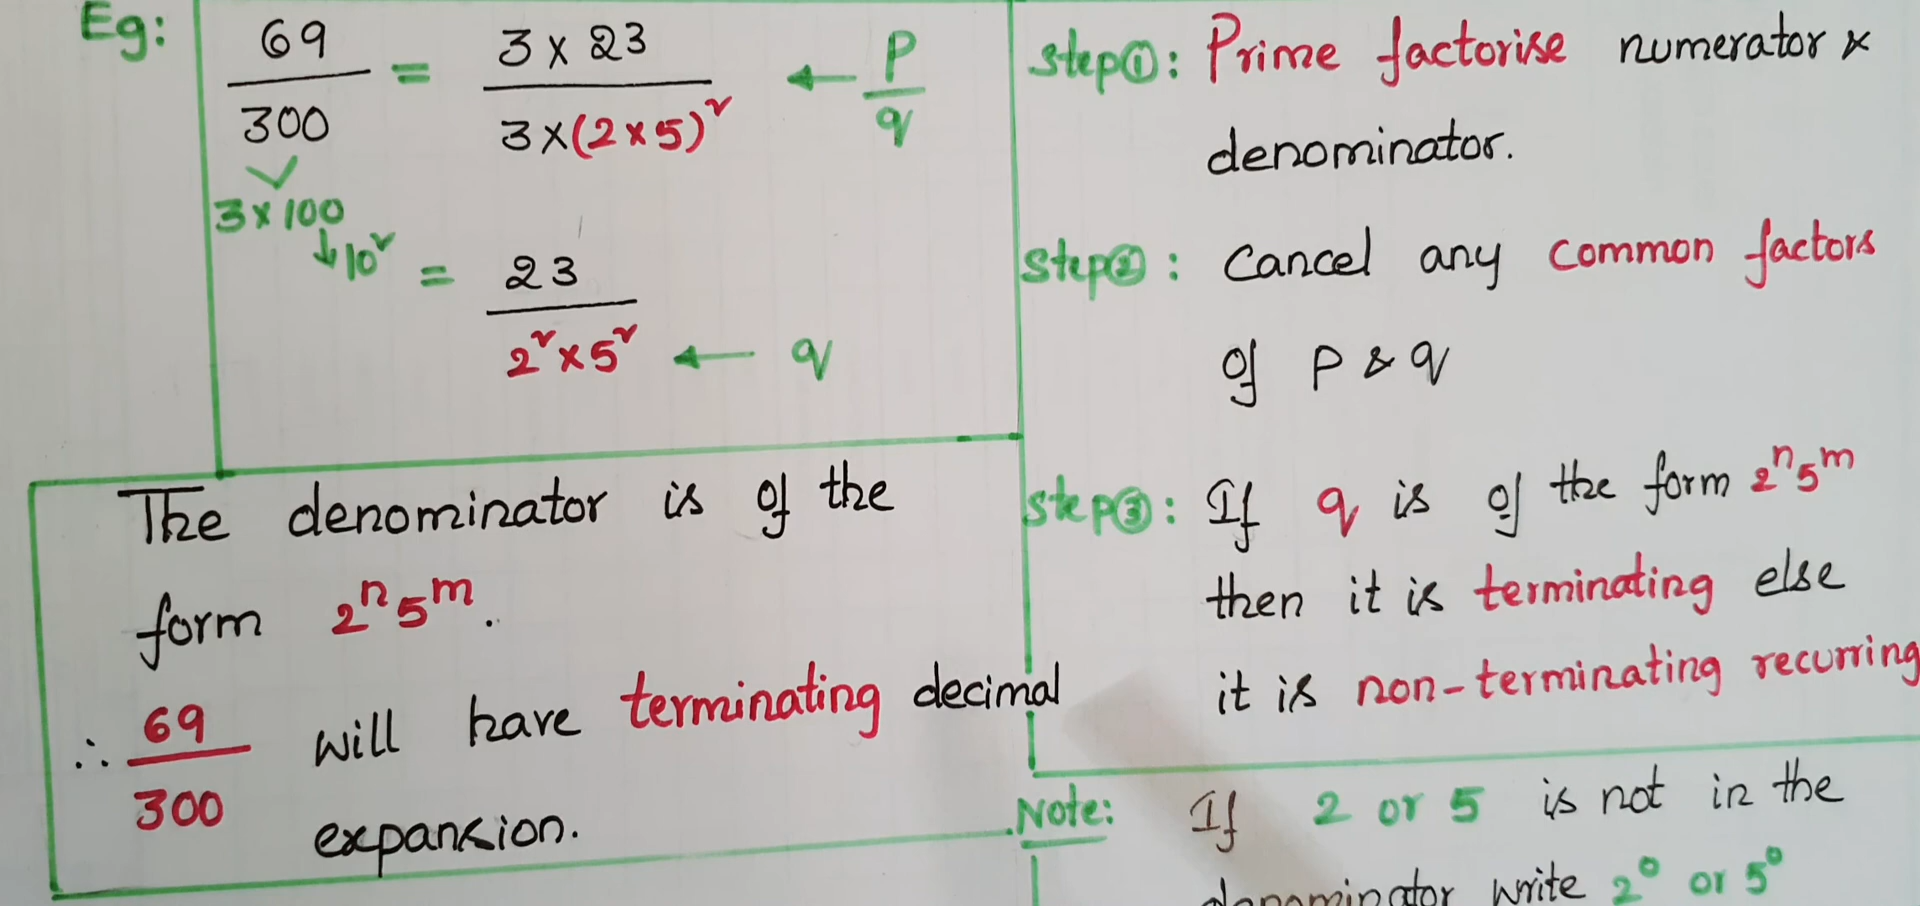 Eg:
69/300 = 3 x 23 / 3 x (2 x 5)² ← p/q
3 x 100
↓ 10²
= 23 / 2² x 5² ← q
The denominator is of the
form 2ⁿ5ᵐ.
∴ 69/300 will have terminating decimal
expansion.
Step①: Prime factorise numerator &
denominator.
Step②: Cancel any common factors
of p & q
Step③: If q is of the form 2ⁿ5ᵐ
then it is terminating else
it is non-terminating recurring
Note: If 2 or 5 is not in the
denominator write 2⁰ or 5⁰